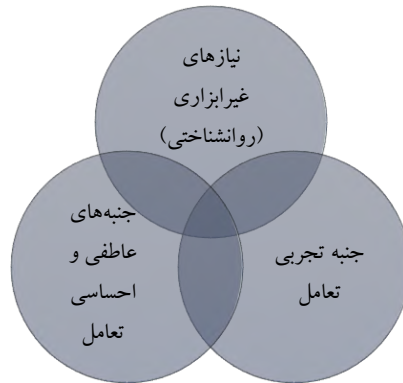 نیازهای
غیرابزاری
(روانشناختی)
جنبه تجربی
تعامل
جنبه‌های
عاطفی و
احساسی
تعامل